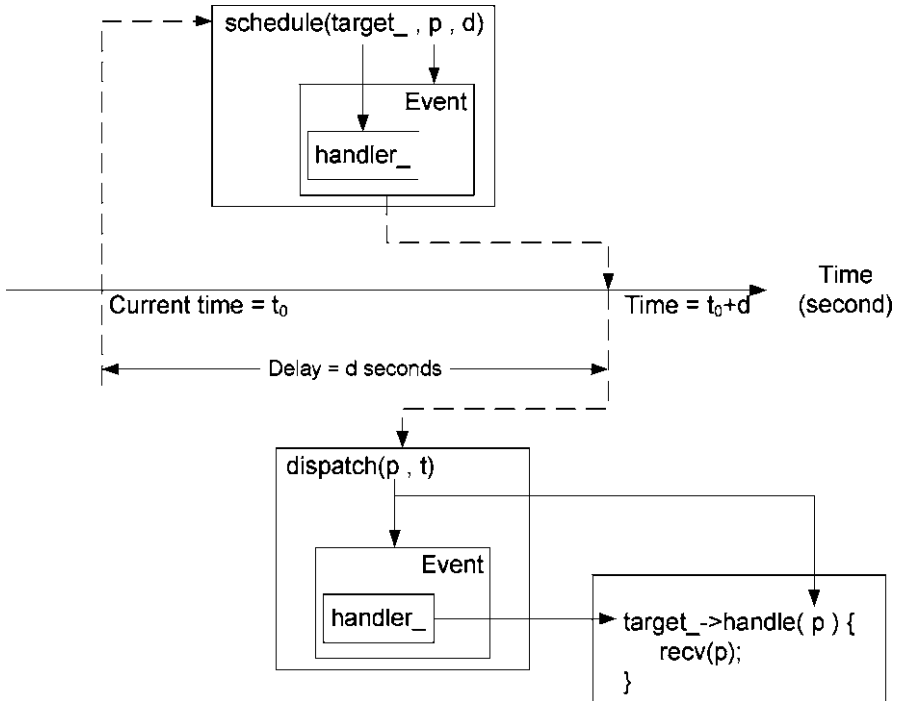 schedule(target_ , p , d)
Event
handler_
Time
(second)
Current time = t₀
Time = t₀+d
Delay = d seconds
dispatch(p , t)
Event
handler_
target_->handle( p ) {
recv(p);
}